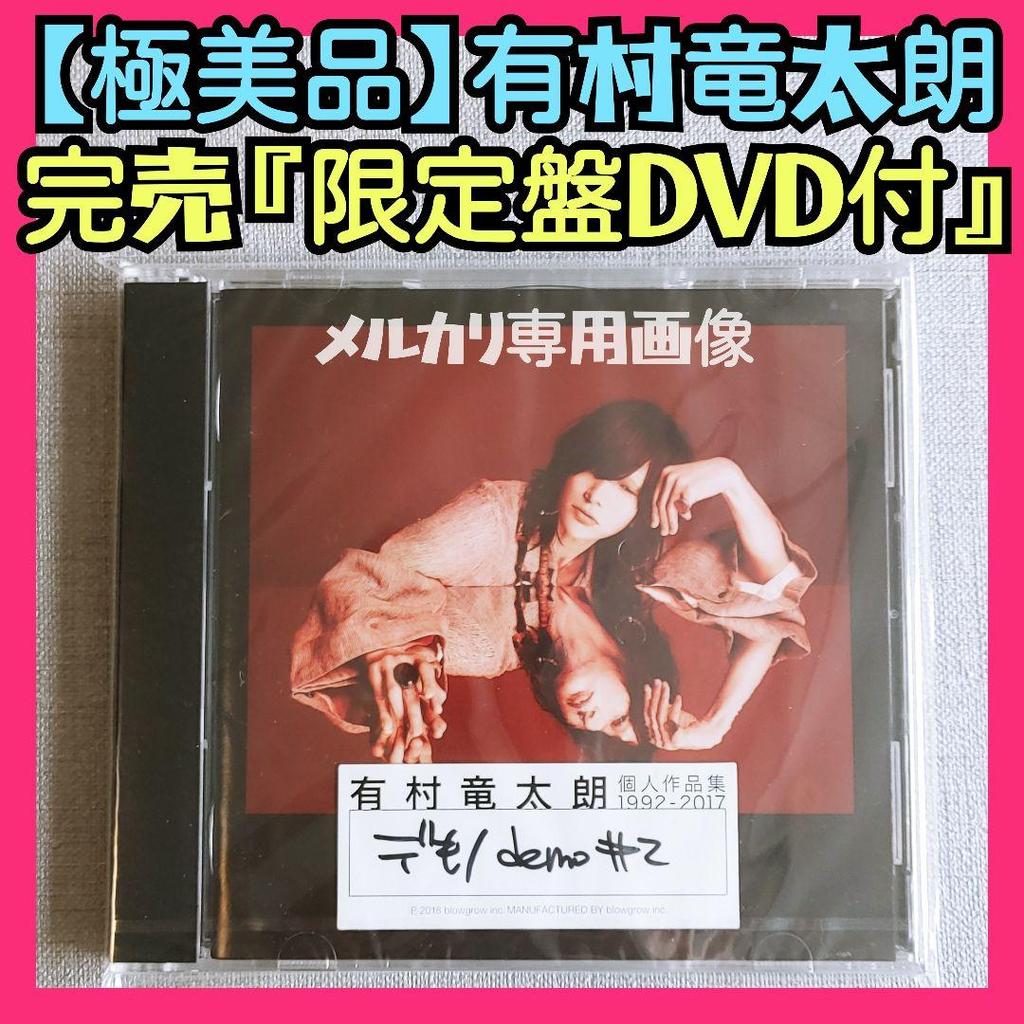 【極美品】有村竜太朗
完売『限定盤DVD付』
メルカリ専用画像
有村竜太朗 個人作品集
1992-2017
デも/demo #2
℗2018 blowgrow inc. MANUFACTURED BY blowgrow inc.